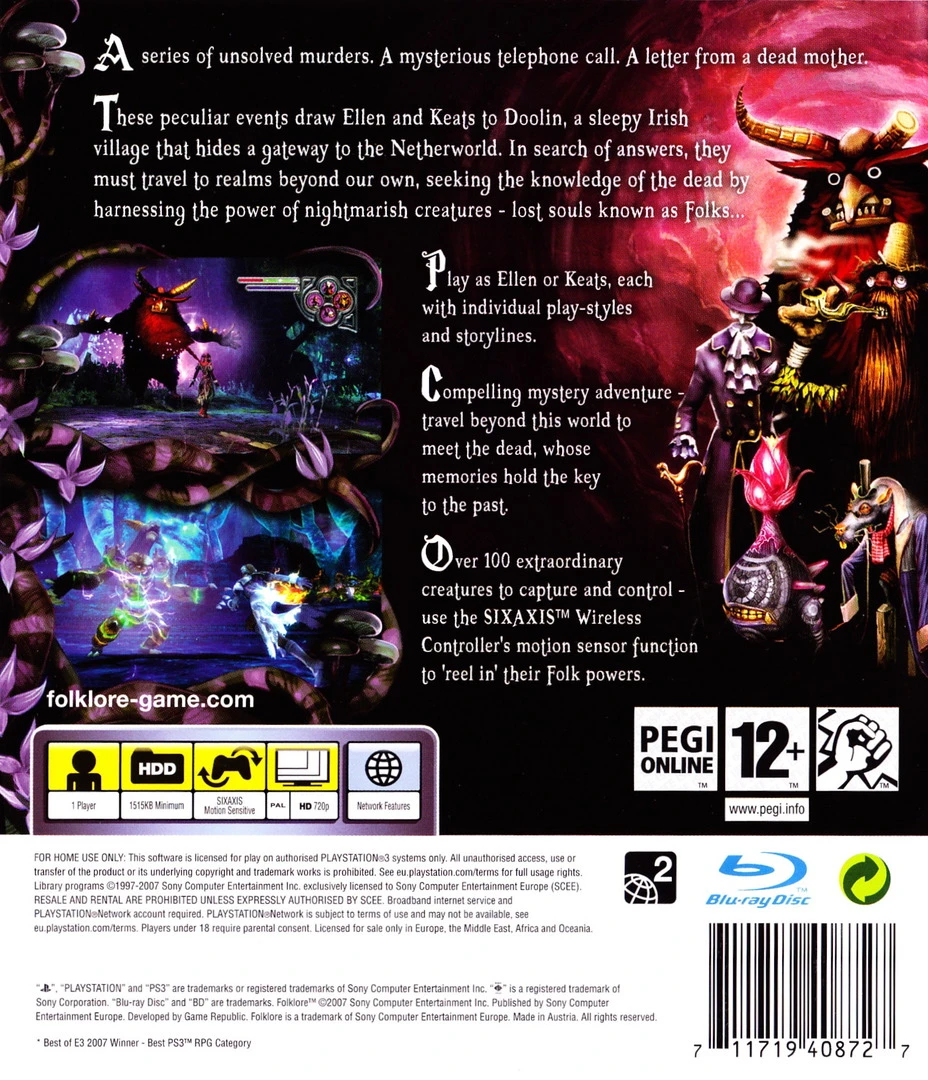 A series of unsolved murders. A mysterious telephone call. A letter from a dead mother.
These peculiar events draw Ellen and Keats to Doolin, a sleepy Irish
village that hides a gateway to the Netherworld. In search of answers, they
must travel to realms beyond our own, seeking the knowledge of the dead by
harnessing the power of nightmarish creatures - lost souls known as Folks...
Play as Ellen or Keats, each
with individual play-styles
and storylines.
Compelling mystery adventure -
travel beyond this world to
meet the dead, whose
memories hold the key
to the past.
Over 100 extraordinary
creatures to capture and control -
use the SIXAXIS™ Wireless
Controller's motion sensor function
to 'reel in' their Folk powers.
folklore-game.com
PEGI
ONLINE
™
12+
™
™
www.pegi.info
HDD
1 Player
1515KB Minimum
SIXAXIS
Motion Sensitive
PAL
HD 720p
Network Features
FOR HOME USE ONLY: This software is licensed for play on authorised PLAYSTATION®3 systems only. All unauthorised access, use or
transfer of the product or its underlying copyright and trademark works is prohibited. See eu.playstation.com/terms for full usage rights.
Library programs ©1997-2007 Sony Computer Entertainment Inc. exclusively licensed to Sony Computer Entertainment Europe (SCEE).
RESALE AND RENTAL ARE PROHIBITED UNLESS EXPRESSLY AUTHORISED BY SCEE. Broadband internet service and
PLAYSTATION®Network account required. PLAYSTATION®Network is subject to terms of use and may not be available, see
eu.playstation.com/terms. Players under 18 require parental consent. Licensed for sale only in Europe, the Middle East, Africa and Oceania.
2
Blu-ray Disc
™
" ", "PLAYSTATION" and "PS3" are trademarks or registered trademarks of Sony Computer Entertainment Inc. " " is a registered trademark of
Sony Corporation. "Blu-ray Disc" and "BD" are trademarks. Folklore™ ©2007 Sony Computer Entertainment Inc. Published by Sony Computer
Entertainment Europe. Developed by Game Republic. Folklore is a trademark of Sony Computer Entertainment Europe. Made in Austria. All rights reserved.
* Best of E3 2007 Winner - Best PS3™ RPG Category
7 11719 40872 7